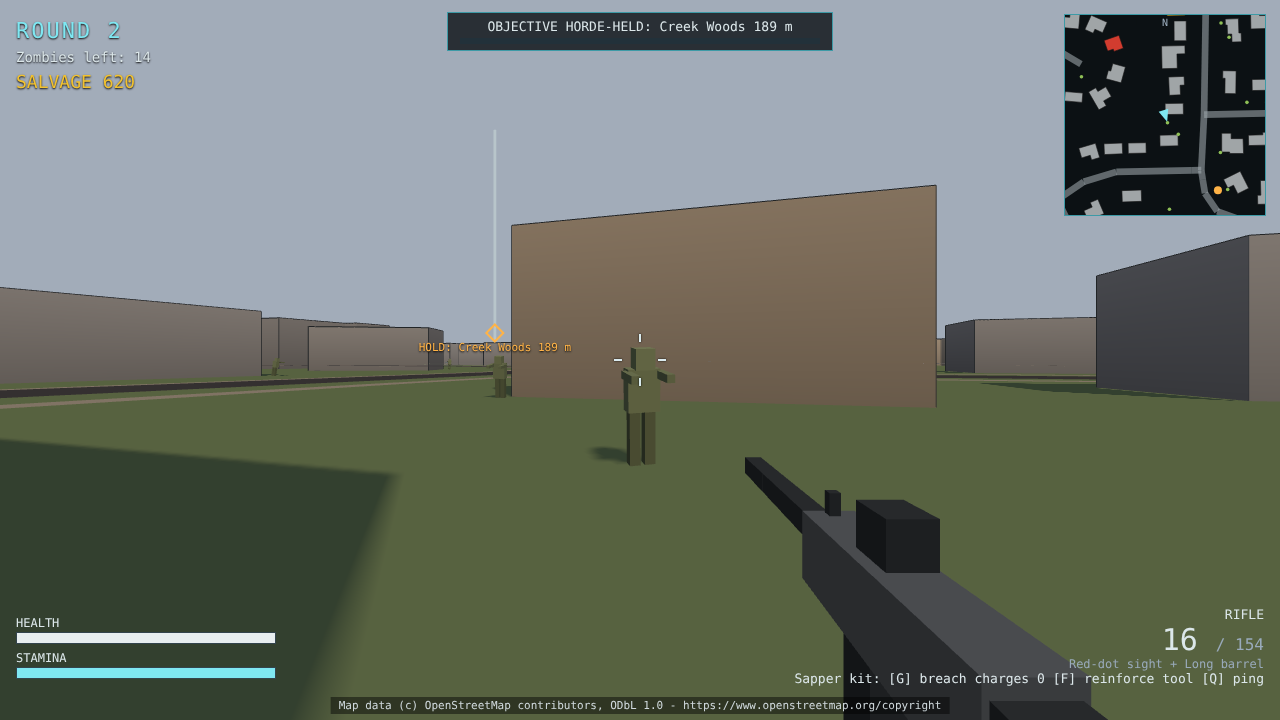 ROUND 2
Zombies left: 14
SALVAGE 620
OBJECTIVE HORDE-HELD: Creek Woods 189 m
N
HOLD: Creek Woods 189 m
HEALTH
STAMINA
RIFLE
16 / 154
Red-dot sight + Long barrel
Sapper kit: [G] breach charges 0 [F] reinforce tool [Q] ping
Map data (c) OpenStreetMap contributors, ODbL 1.0 - https://www.openstreetmap.org/copyright